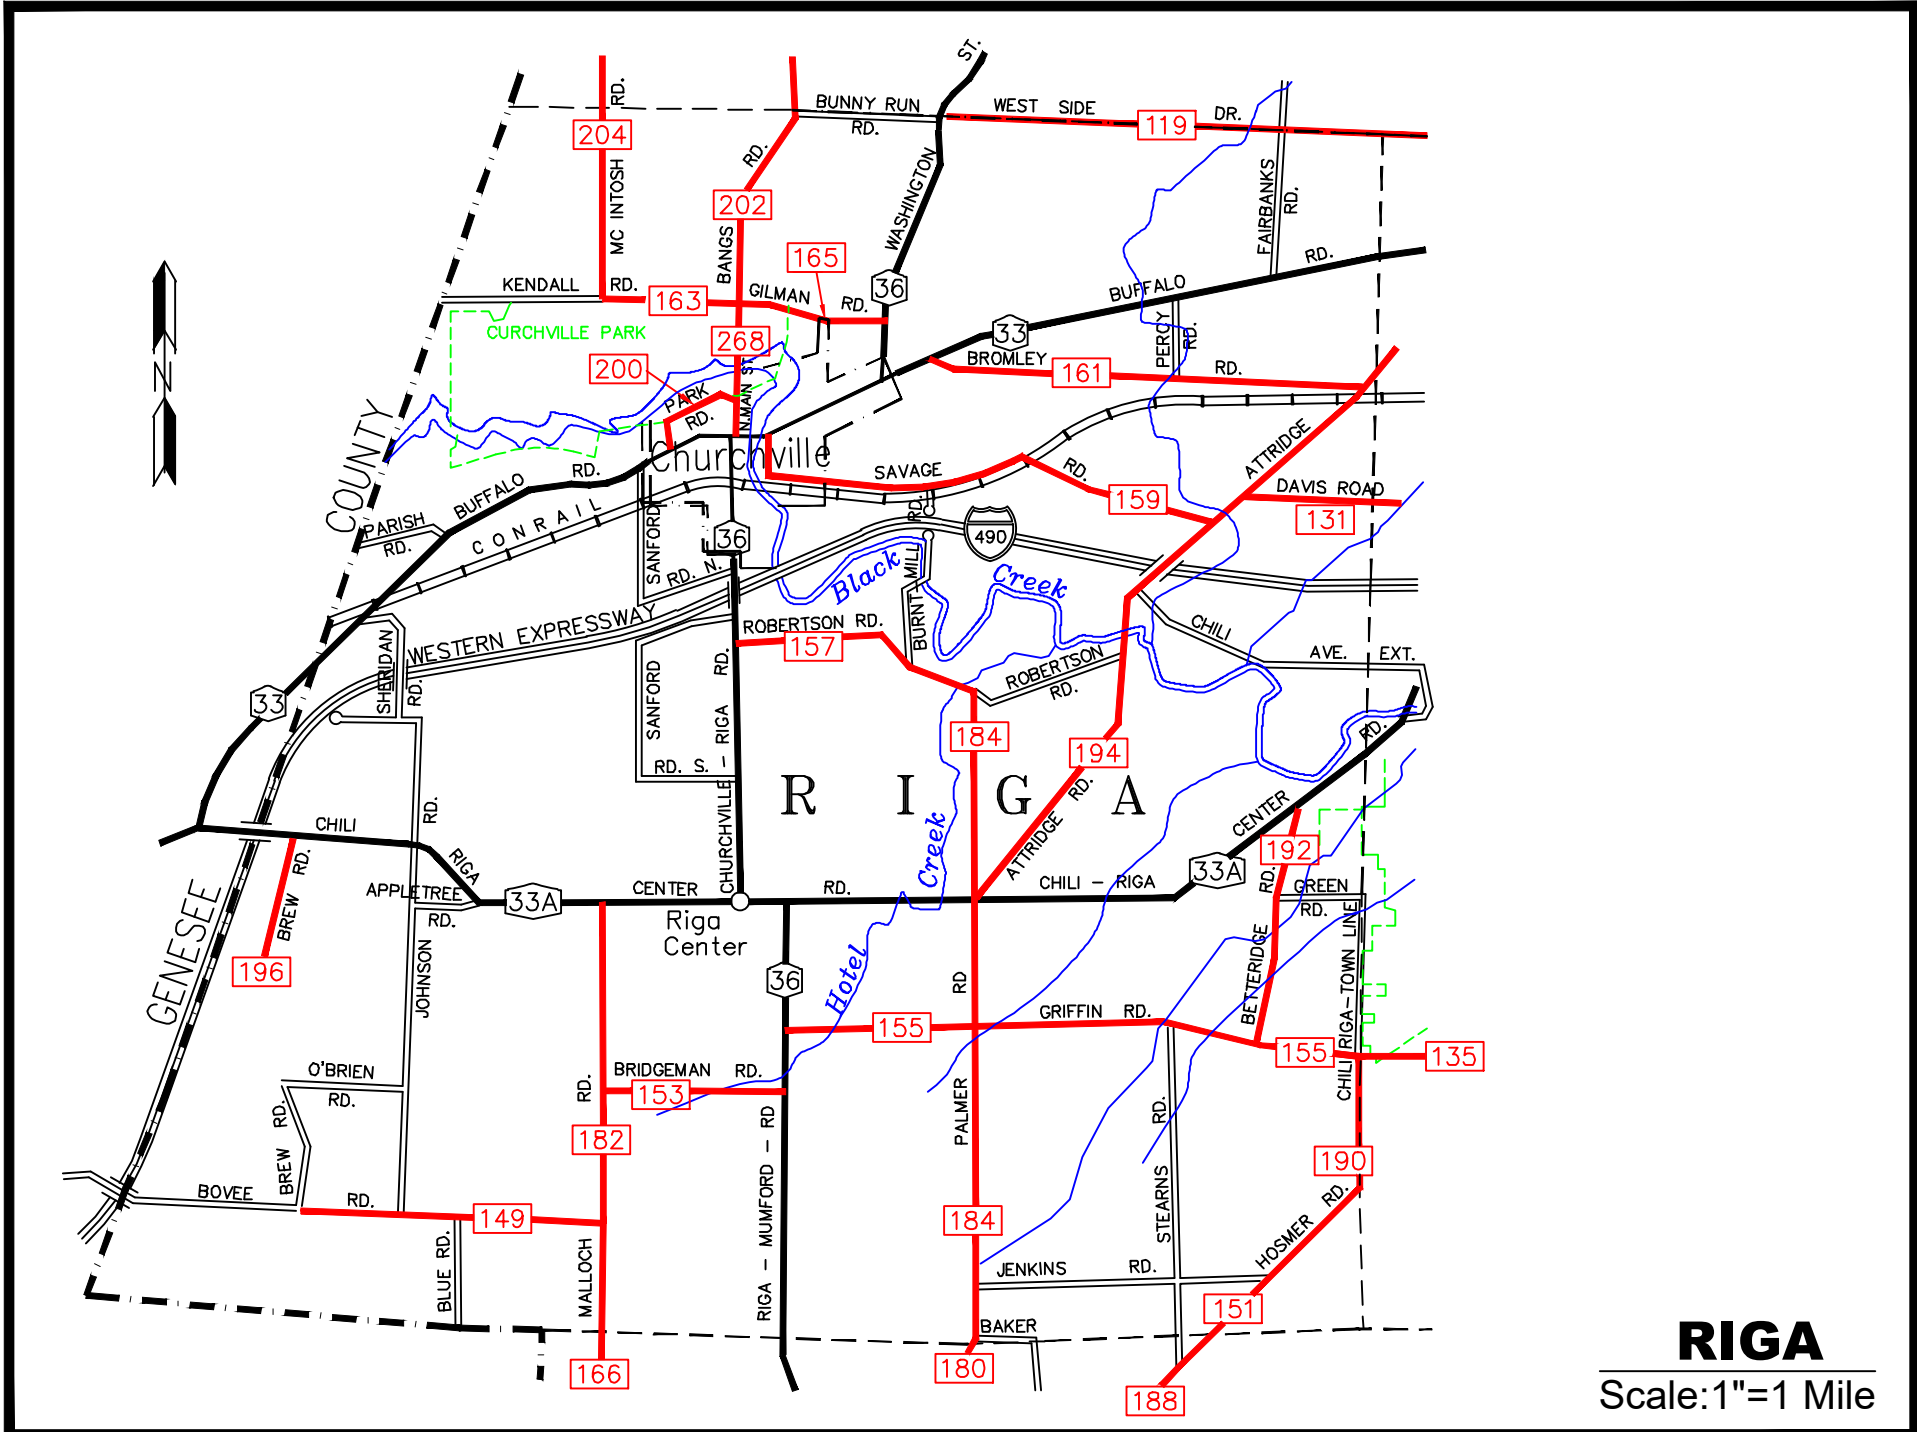 ST.
RD.
204
MC INTOSH
RD.
202
BANGS
BUNNY RUN
RD.
WEST SIDE
119
DR.
WASHINGTON
36
FAIRBANKS
RD.
165
KENDALL
RD.
163
GILMAN
RD.
CURCHVILLE PARK
268
200
PARK
RD.
N.MAIN ST.
33
BUFFALO
RD.
PERCY
RD.
BROMLEY
161
RD.
COUNTY
Churchville
BUFFALO
RD.
PARISH
RD.
CONRAIL
SAVAGE
RD.
159
ATTRIDGE
DAVIS ROAD
131
SANFORD
RD. N.
36
490
BURNT MILL
RD.
Black
Creek
WESTERN EXPRESSWAY
SHERIDAN
RD.
33
ROBERTSON RD.
157
ROBERTSON
RD.
CHILI
AVE. EXT.
SANFORD
RD. S.
CHURCHVILLE - RIGA
RD.
184
194
ATTRIDGE
RD.
RIGA
CHILI
RIGA
RD.
BREW
RD.
196
APPLETREE
RD.
33A
CENTER
RD.
CHILI - RIGA
33A
CENTER
RD.
Riga
Center
Hotel
Creek
192
BETTERIDGE
RD.
GREEN
RD.
CHILI RIGA-TOWN LINE
GENESEE
JOHNSON
36
155
GRIFFIN RD.
155
135
O'BRIEN
RD.
BREW
RD.
BRIDGEMAN RD.
153
RD.
182
MALLOCH
166
RIGA - MUMFORD - RD
PALMER
RD
184
180
STEARNS
RD.
190
HOSMER
RD.
151
188
BOVEE
RD.
149
BLUE RD.
JENKINS
RD.
BAKER
N
RIGA
Scale:1"=1 Mile